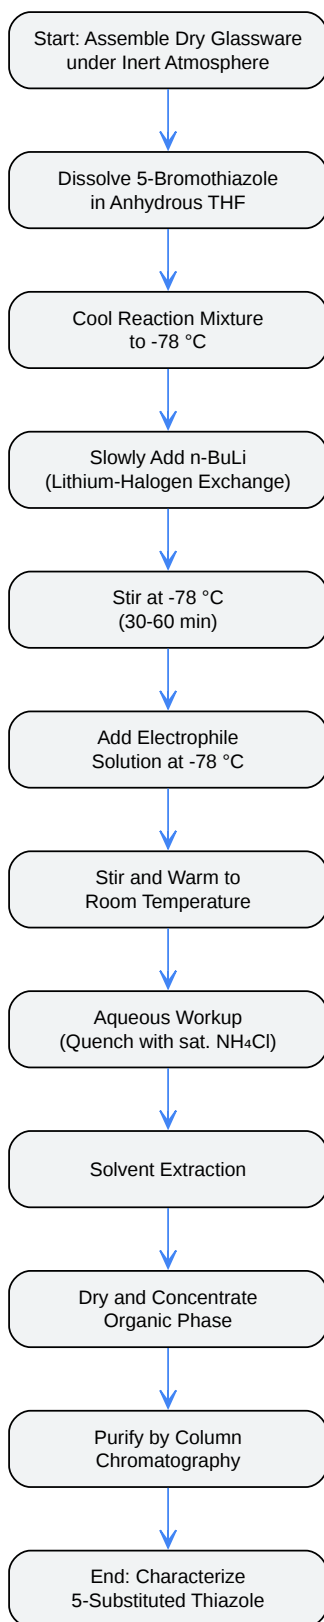 Start: Assemble Dry Glassware
under Inert Atmosphere
Dissolve 5-Bromothiazole
in Anhydrous THF
Cool Reaction Mixture
to -78 °C
Slowly Add n-BuLi
(Lithium-Halogen Exchange)
Stir at -78 °C
(30-60 min)
Add Electrophile
Solution at -78 °C
Stir and Warm to
Room Temperature
Aqueous Workup
(Quench with sat. NH₄Cl)
Solvent Extraction
Dry and Concentrate
Organic Phase
Purify by Column
Chromatography
End: Characterize
5-Substituted Thiazole